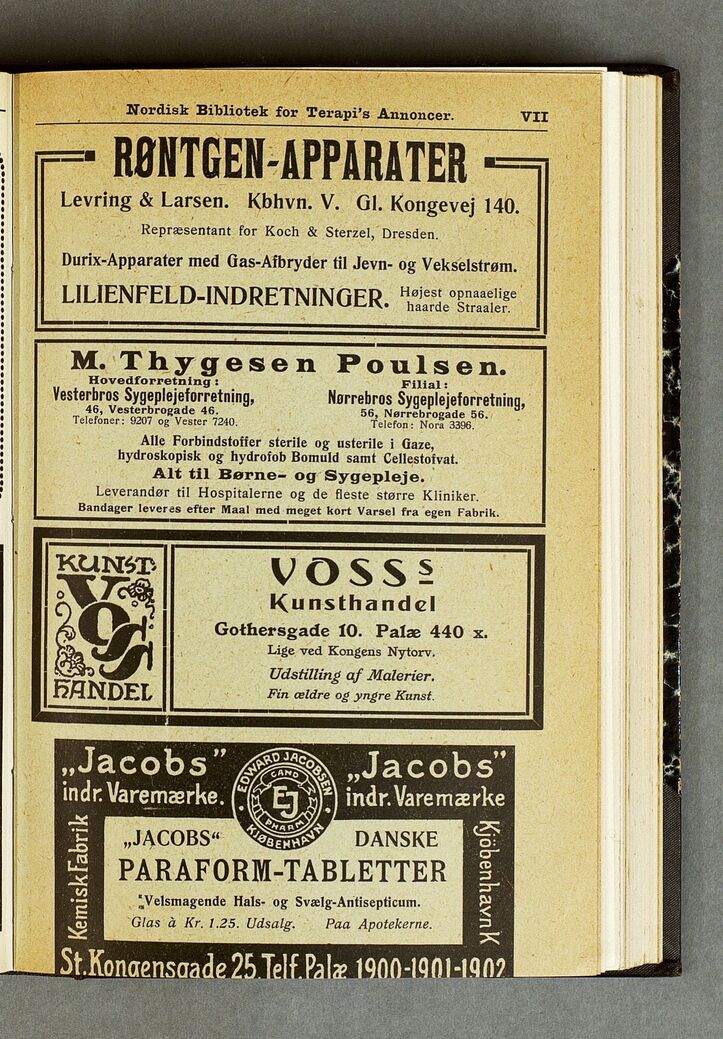 Nordisk Bibliotek for Terapi's Annoncer. VII
RØNTGEN-APPARATER
Levring & Larsen. Kbhvn. V. Gl. Kongevej 140.
Repræsentant for Koch & Sterzel, Dresden.
Durix-Apparater med Gas-Afbryder til Jevn- og Vekselstrøm.
LILIENFELD-INDRETNINGER. Højest opnaaelige
haarde Straaler.
M. Thygesen Poulsen.
Hovedforretning:
Vesterbros Sygeplejeforretning,
46, Vesterbrogade 46.
Telefoner: 9207 og Vester 7240.
Filial:
Nørrebros Sygeplejeforretning,
56, Nørrebrogade 56.
Telefon: Nora 3396.
Alle Forbindstoffer sterile og usterile i Gaze,
hydroskopisk og hydrofob Bomuld samt Cellestofvat.
Alt til Børne- og Sygepleje.
Leverandør til Hospitalerne og de fleste større Kliniker.
Bandager leveres efter Maal med meget kort Varsel fra egen Fabrik.
KUNST
VOSS
HANDEL
VOSSs
Kunsthandel
Gothersgade 10. Palæ 440 x.
Lige ved Kongens Nytorv.
Udstilling af Malerier.
Fin ældre og yngre Kunst.
„Jacobs”
indr. Varemærke.
EDWARD JACOBSEN
CAND
EJ
PHARM
KJØBENHAVN
„Jacobs”
indr. Varemærke
Kemisk Fabrik
„JACOBS“ DANSKE
PARAFORM-TABLETTER
Velsmagende Hals- og Svælg-Antisepticum.
Glas à Kr. 1.25. Udsalg. Paa Apotekerne.
Kjöbenhavn K
St. Kongensgade 25 Telf. Palæ 1900-1901-1902